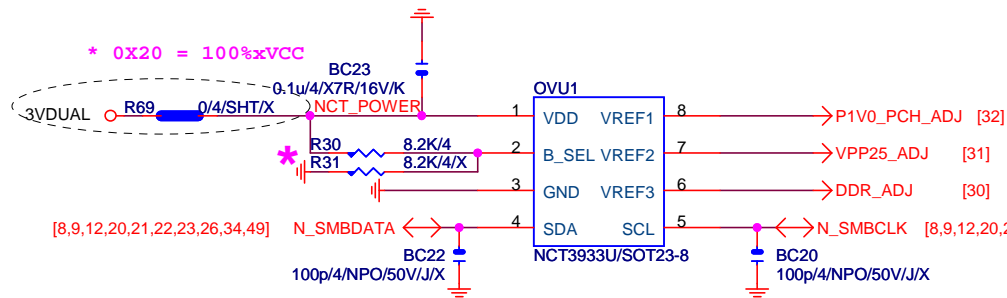 * 0X20 = 100%xVCC
BC23
0.1u/4/X7R/16V/K
3VDUAL
R69
0/4/SHT/X
NCT_POWER
OVU1
1
VDD
VREF1
8
P1V0_PCH_ADJ [32]
*
R30
8.2K/4
2
B_SEL
VREF2
7
VPP25_ADJ [31]
R31
8.2K/4/X
3
GND
VREF3
6
DDR_ADJ [30]
[8,9,12,20,21,22,23,26,34,49]
N_SMBDATA
4
SDA
SCL
5
N_SMBCLK
[8,9,12,20,
BC22
100p/4/NPO/50V/J/X
NCT3933U/SOT23-8
BC20
100p/4/NPO/50V/J/X